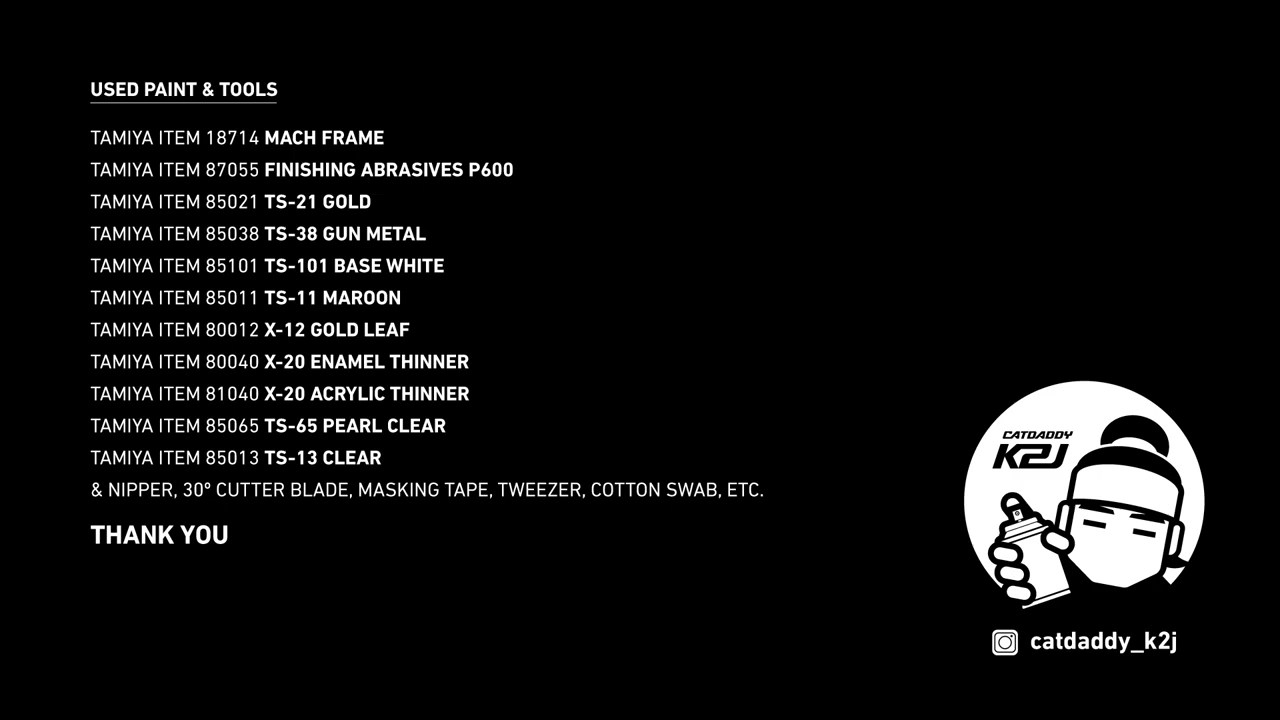 USED PAINT & TOOLS
TAMIYA ITEM 18714 MACH FRAME
TAMIYA ITEM 87055 FINISHING ABRASIVES P600
TAMIYA ITEM 85021 TS-21 GOLD
TAMIYA ITEM 85038 TS-38 GUN METAL
TAMIYA ITEM 85101 TS-101 BASE WHITE
TAMIYA ITEM 85011 TS-11 MAROON
TAMIYA ITEM 80012 X-12 GOLD LEAF
TAMIYA ITEM 80040 X-20 ENAMEL THINNER
TAMIYA ITEM 81040 X-20 ACRYLIC THINNER
TAMIYA ITEM 85065 TS-65 PEARL CLEAR
TAMIYA ITEM 85013 TS-13 CLEAR
& NIPPER, 30º CUTTER BLADE, MASKING TAPE, TWEEZER, COTTON SWAB, ETC.
THANK YOU
CATDADDY
K2J
catdaddy_k2j